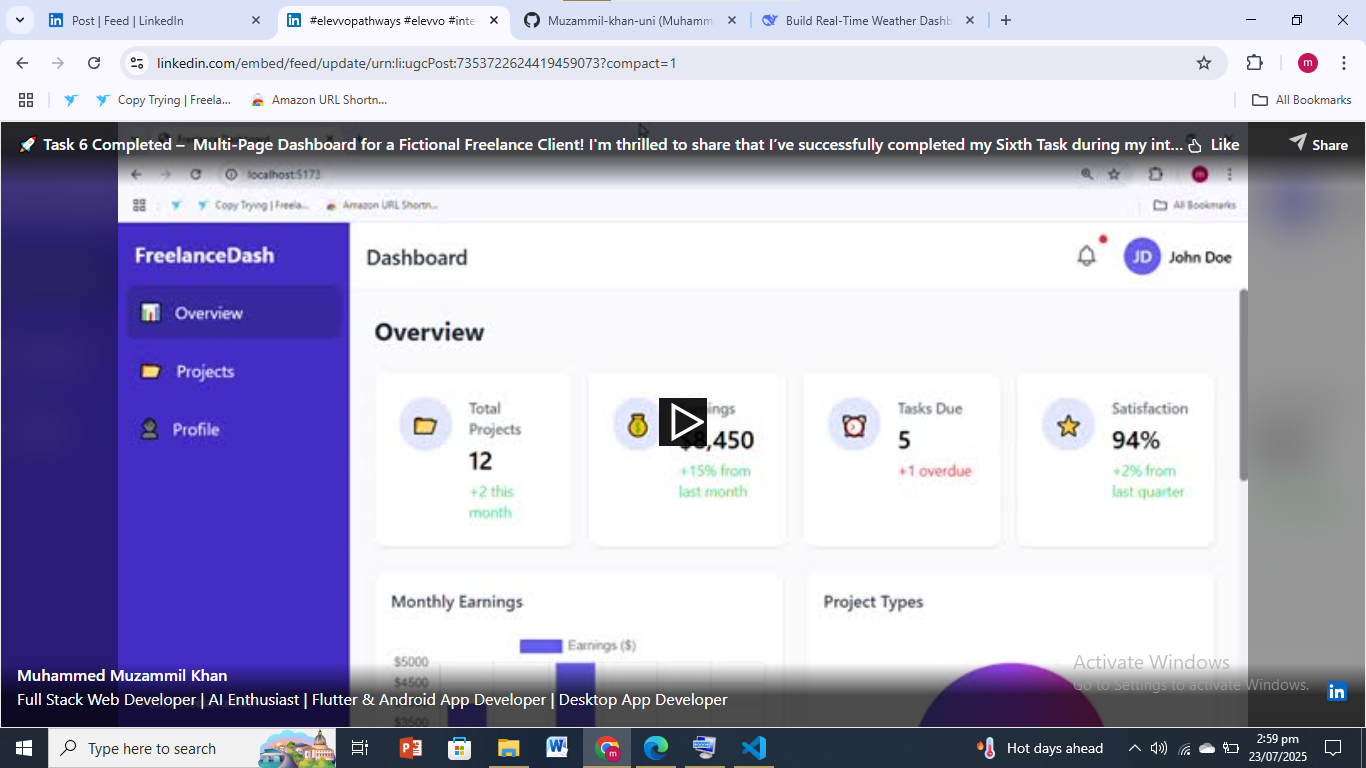 Post | Feed | LinkedIn
#elevvopathways #elevvo #inte
Muzammil-khan-uni (Muhamm
Build Real-Time Weather Dashb
linkedin.com/embed/feed/update/urn:li:ugcPost:7353722624419459073?compact=1
m
Copy Trying | Freela...
Amazon URL Shortn...
All Bookmarks
🚀 Task 6 Completed – Multi-Page Dashboard for a Fictional Freelance Client! I'm thrilled to share that I've successfully completed my Sixth Task during my int...
Like
Share
localhost:5173
m
Copy Trying | Freela...
Amazon URL Shortn...
All Bookmarks
FreelanceDash
Dashboard
JD
John Doe
Overview
Projects
Profile
Overview
Total
Projects
12
+2 this
month
$8,450
+15% from
last month
Tasks Due
5
+1 overdue
Satisfaction
94%
+2% from
last quarter
Monthly Earnings
Earnings ($)
$5000
$4500
$3500
Project Types
Activate Windows
Go to Settings to activate Windows.
Muhammed Muzammil Khan
Full Stack Web Developer | AI Enthusiast | Flutter & Android App Developer | Desktop App Developer
in
Type here to search
Hot days ahead
2:59 pm
23/07/2025